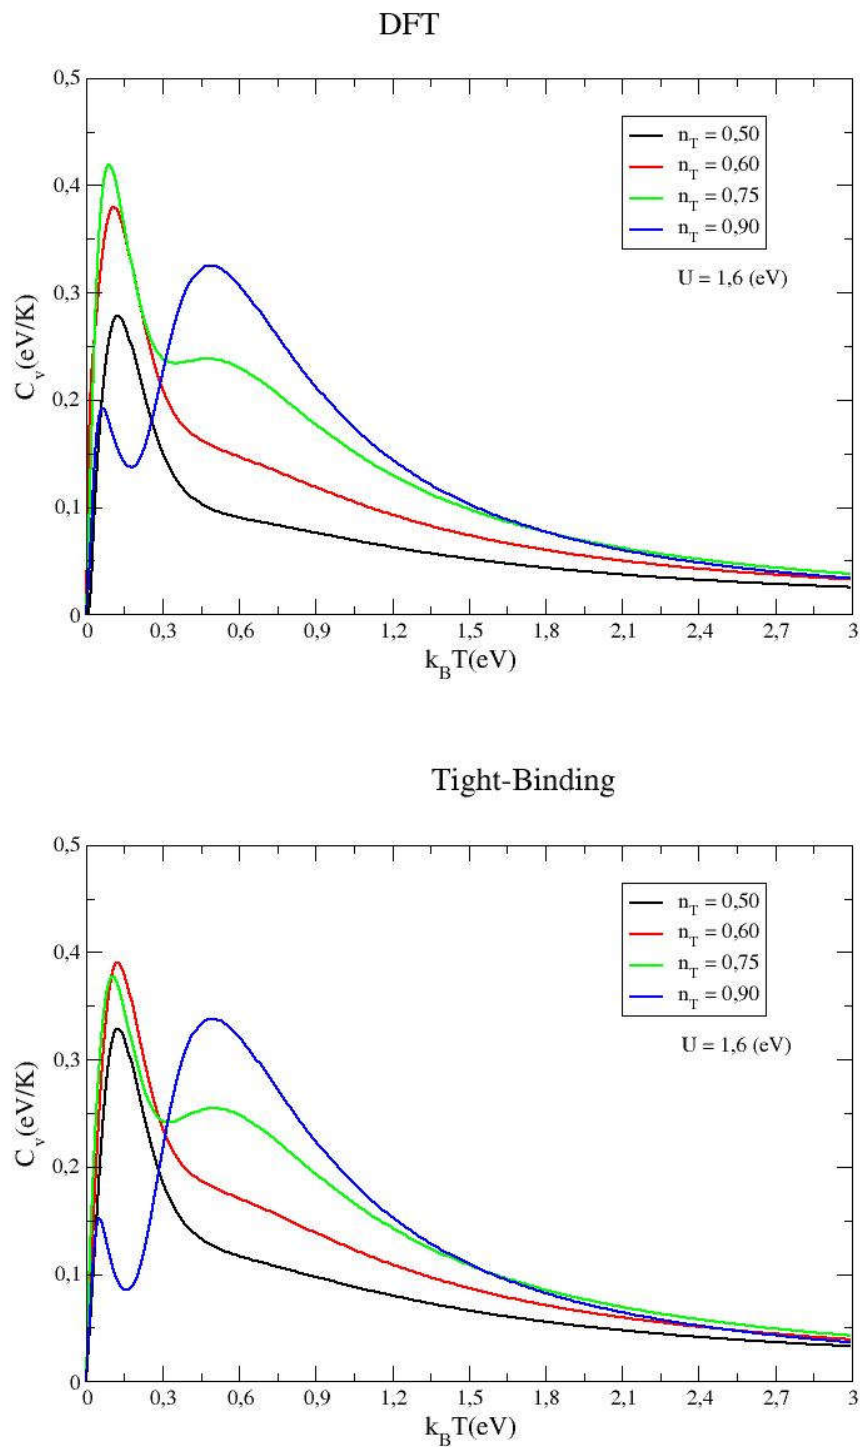 DFT
0,5
0,4
0,3
0,2
0,1
0
C_v(eV/K)
n_T = 0,50
n_T = 0,60
n_T = 0,75
n_T = 0,90
U = 1,6 (eV)
0 0,3 0,6 0,9 1,2 1,5 1,8 2,1 2,4 2,7 3
k_B T(eV)
Tight-Binding
0,5
0,4
0,3
0,2
0,1
0
C_v(eV/K)
n_T = 0,50
n_T = 0,60
n_T = 0,75
n_T = 0,90
U = 1,6 (eV)
0 0,3 0,6 0,9 1,2 1,5 1,8 2,1 2,4 2,7 3
k_B T(eV)